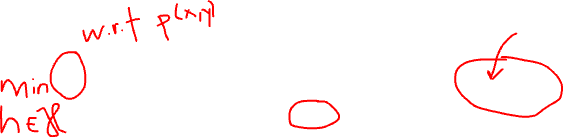 w.r.t p(x,y)
min
h∈ℋ